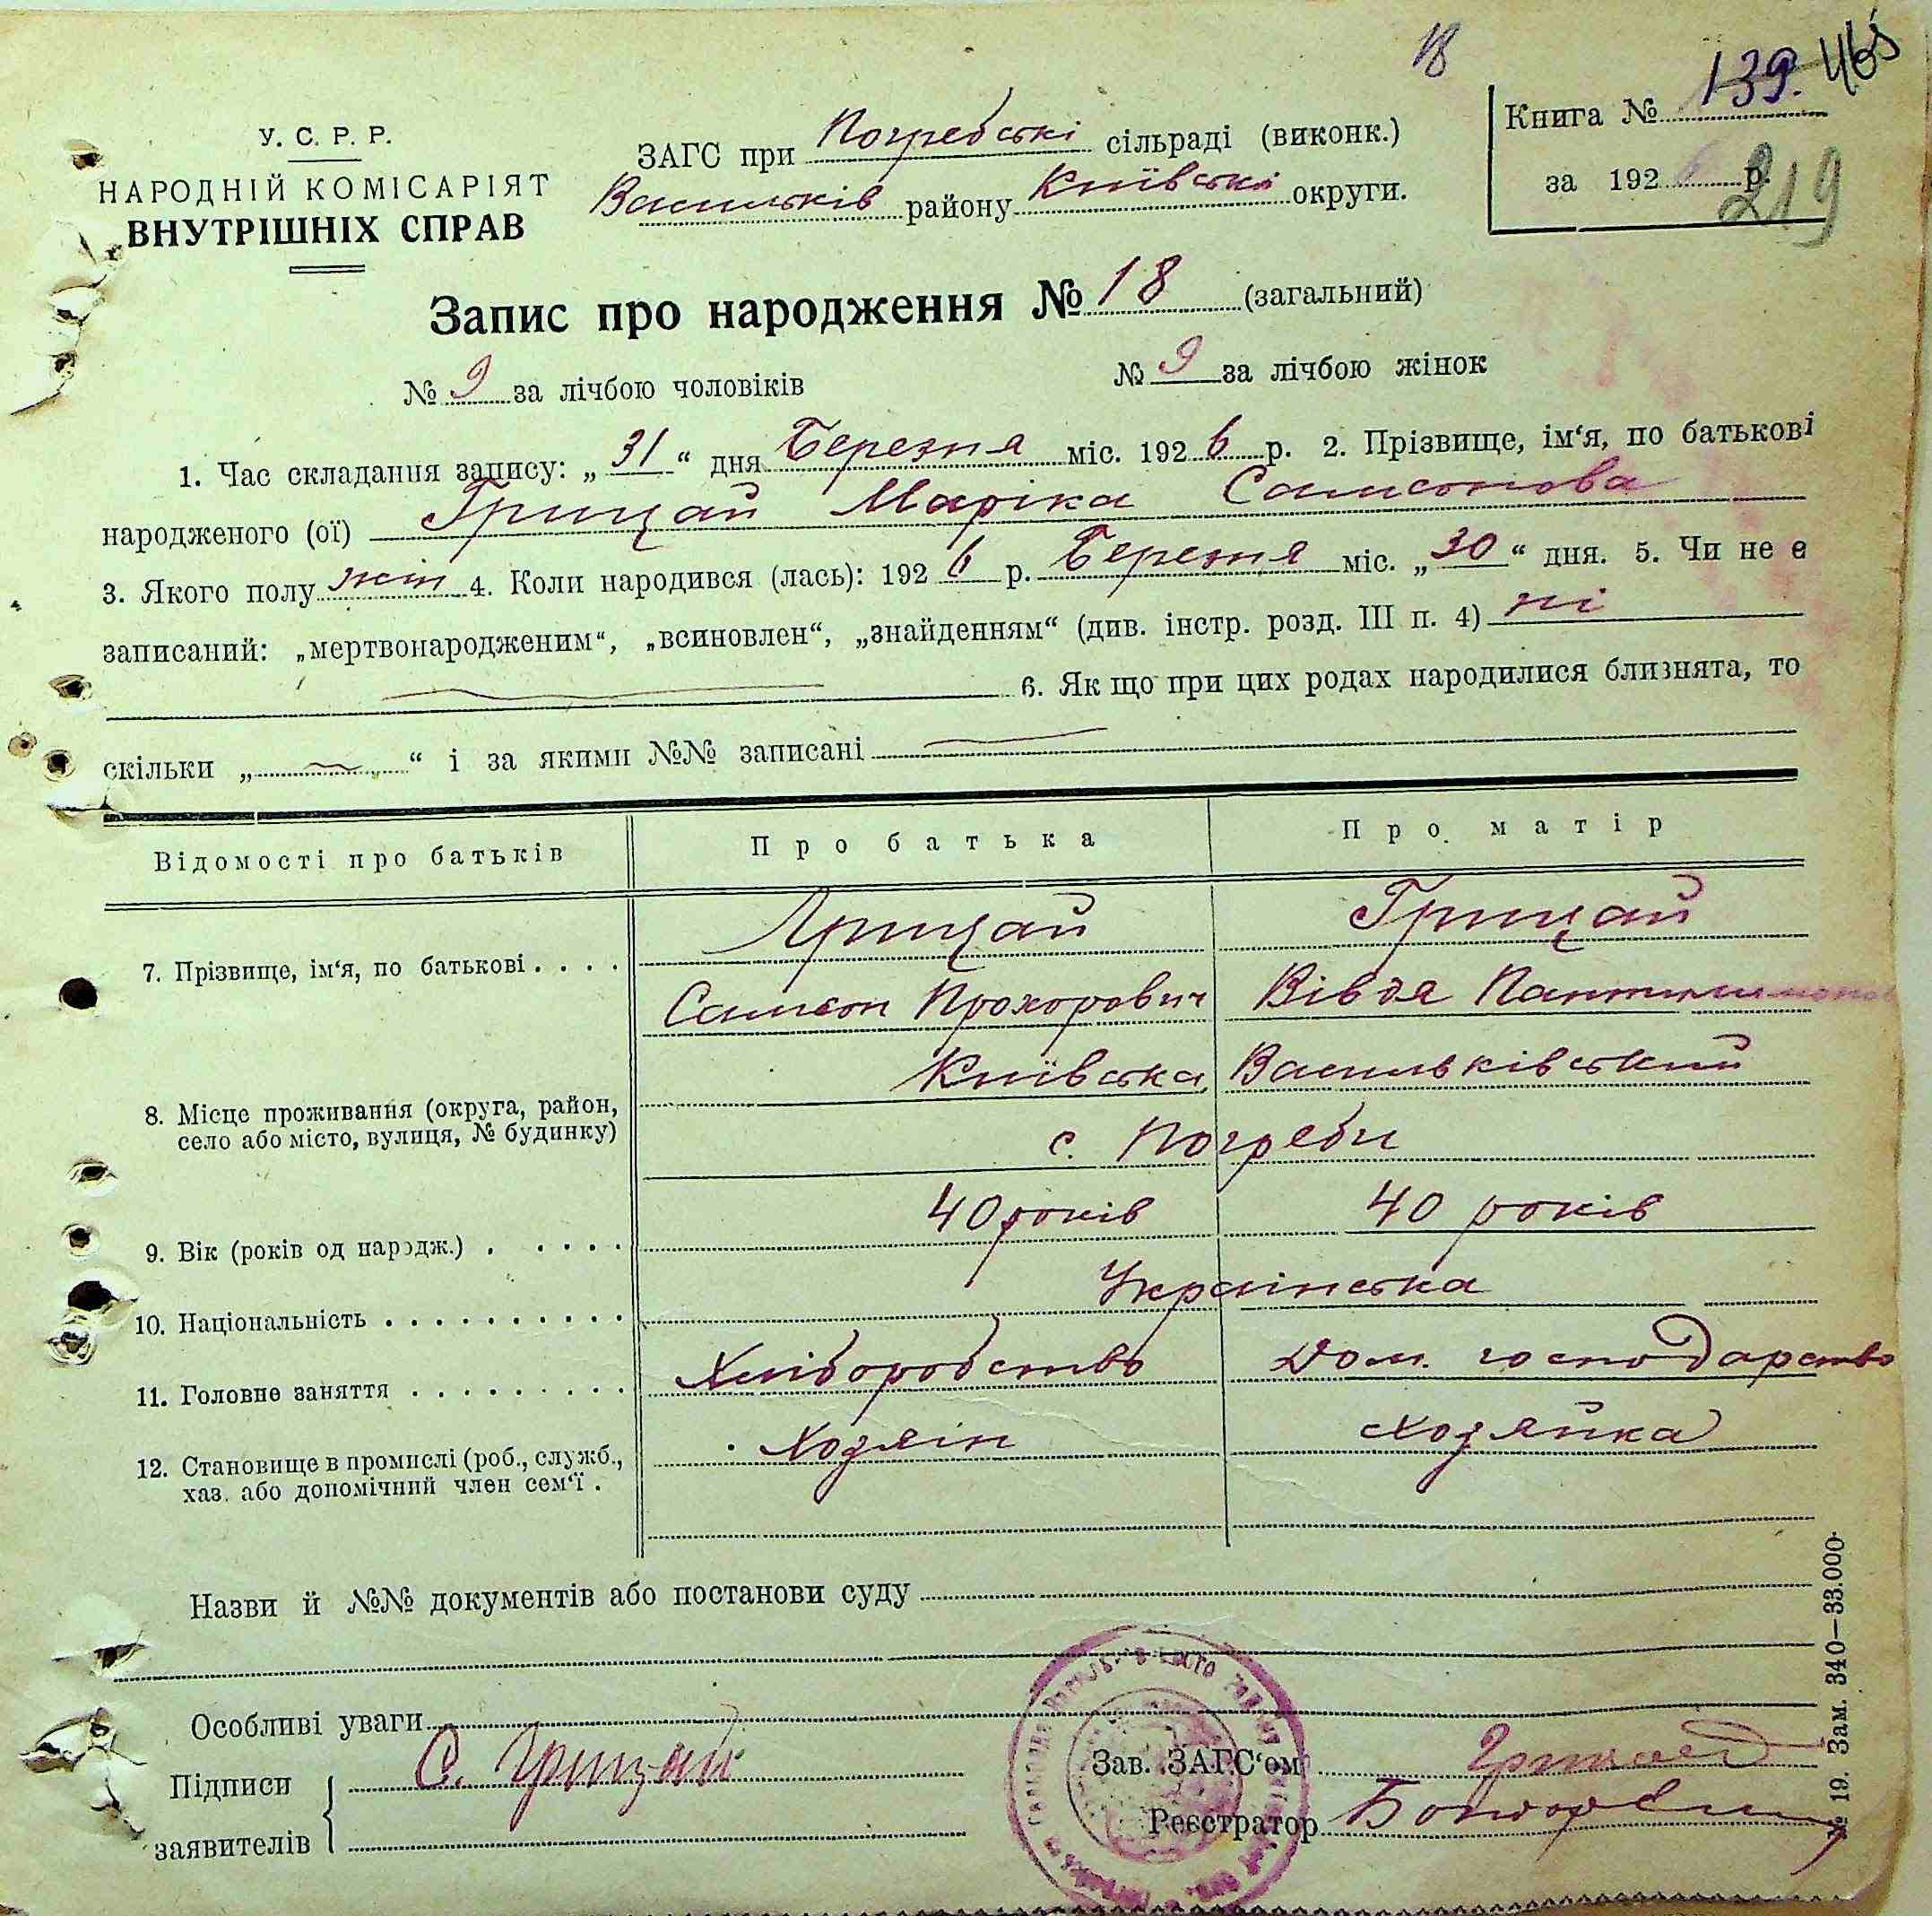 18
139. 465
У. С. Р. Р.
НАРОДНІЙ КОМІСАРІЯТ
ВНУТРІШНІХ СПРАВ
ЗАГС при Погребські сільраді (виконк.)
Васильків району Київської округи.
Книга №
за 192 6 р.
219
Запис про народження № 18 (загальний)
№ 9 за лічбою чоловіків № 9 за лічбою жінок
1. Час складання запису: „ 31 “ дня Березня міс. 192 6 р. 2. Прізвище, ім‘я, по батькові
народженого (ої) Грицай Маріка Самсонова
3. Якого полу жін 4. Коли народився (лась): 192 6 р. Березня міс. „ 30 “ дня. 5. Чи не є
записаний: „мертвонародженим“, „всиновлен“, „знайденням“ (див. інстр. розд. III п. 4) ні
6. Як що при цих родах народилися близнята, то
скільки „ — “ і за якими №№ записані —
Відомості про батьків Про батька Про матір
7. Прізвище, ім‘я, по батькові . . . .
Грицай Грицай
Самсон Прохорович Вівдя
8. Місце проживання (округа, район,
село або місто, вулиця, № будинку)
Київська, Васильківський
с. Погреби
9. Вік (років од народж.) . . . . . 40 років 40 років
10. Національність . . . . . . . . . . Українська
11. Головне заняття . . . . . . . . . Хліборобство Дом. господарство
12. Становище в промислі (роб., служб.,
хаз. або допомічний член сем‘ї .
Хозяін Хозяйка
Назви й №№ документів або постанови суду
Особливі уваги
Підписи
заявителів
С. Грицай
Зав. ЗАГС‘ом
Реєстратор
№ 19. Зам. 340—33.000.